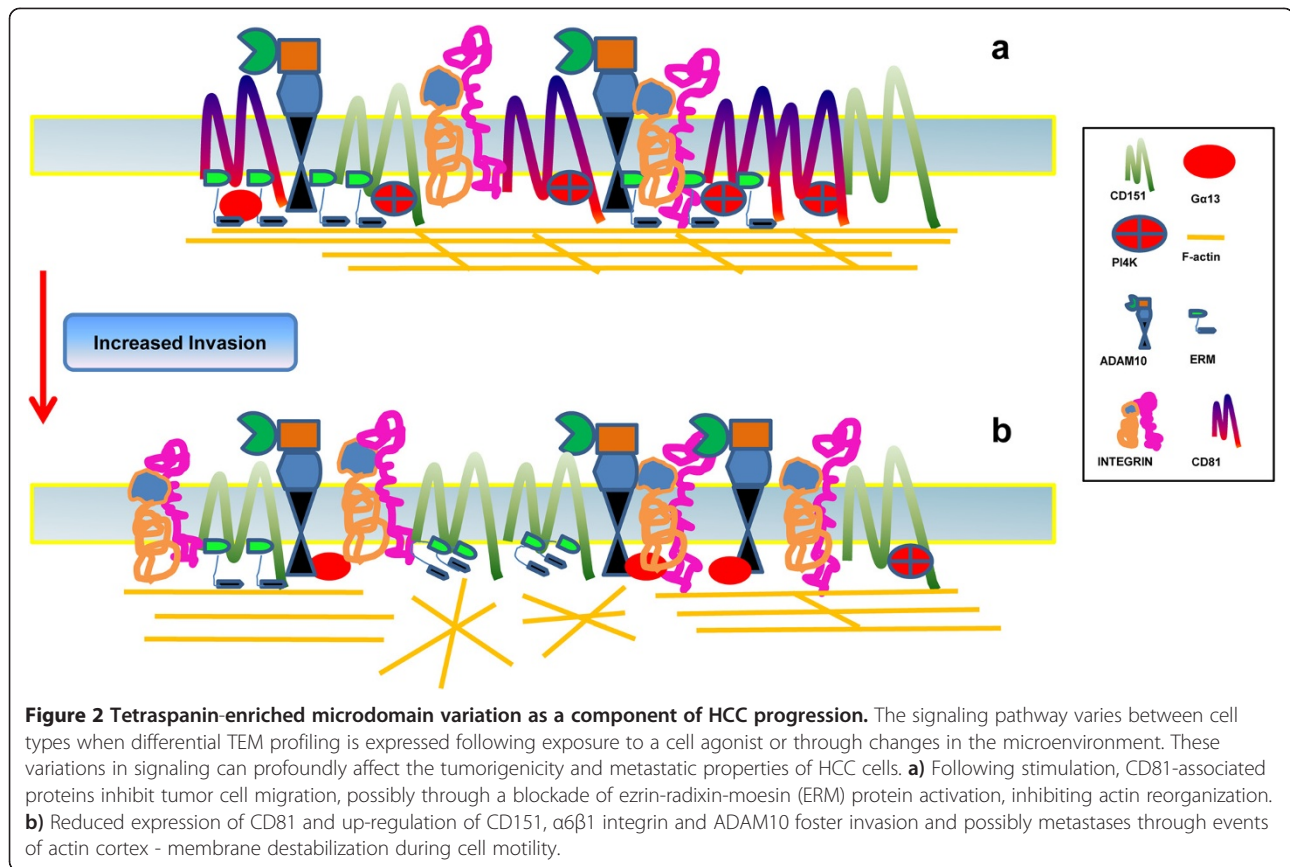 a
CD151
Gα13
PI4K
F-actin
ADAM10
ERM
INTEGRIN
CD81
Increased Invasion
b
Figure 2 Tetraspanin-enriched microdomain variation as a component of HCC progression. The signaling pathway varies between cell
types when differential TEM profiling is expressed following exposure to a cell agonist or through changes in the microenvironment. These
variations in signaling can profoundly affect the tumorigenicity and metastatic properties of HCC cells. a) Following stimulation, CD81-associated
proteins inhibit tumor cell migration, possibly through a blockade of ezrin-radixin-moesin (ERM) protein activation, inhibiting actin reorganization.
b) Reduced expression of CD81 and up-regulation of CD151, α6β1 integrin and ADAM10 foster invasion and possibly metastases through events
of actin cortex - membrane destabilization during cell motility.